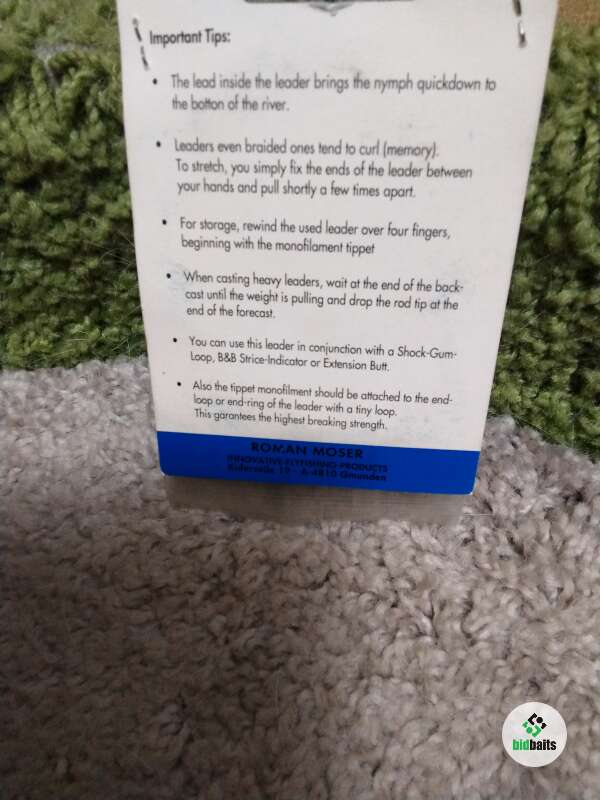 Important Tips:
• The lead inside the leader brings the nymph quickdown to
the botton of the river.
• Leaders even braided ones tend to curl (memory).
To stretch, you simply fix the ends of the leader between
your hands and pull shortly a few times apart.
• For storage, rewind the used leader over four fingers,
beginning with the monofilament tippet
• When casting heavy leaders, wait at the end of the back-
cast until the weight is pulling and drop the rod tip at the
end of the forecast.
• You can use this leader in conjunction with a Shock-Gum-
Loop, B&B Strice-Indicator or Extension Butt.
• Also the tippet monofilment should be attached to the end-
loop or end-ring of the leader with a tiny loop.
This garantees the highest breaking strength.
ROMAN MOSER
INNOVATIVE-FLYFISHING-PRODUCTS
19 · A-4810 Gmunden
bidbaits